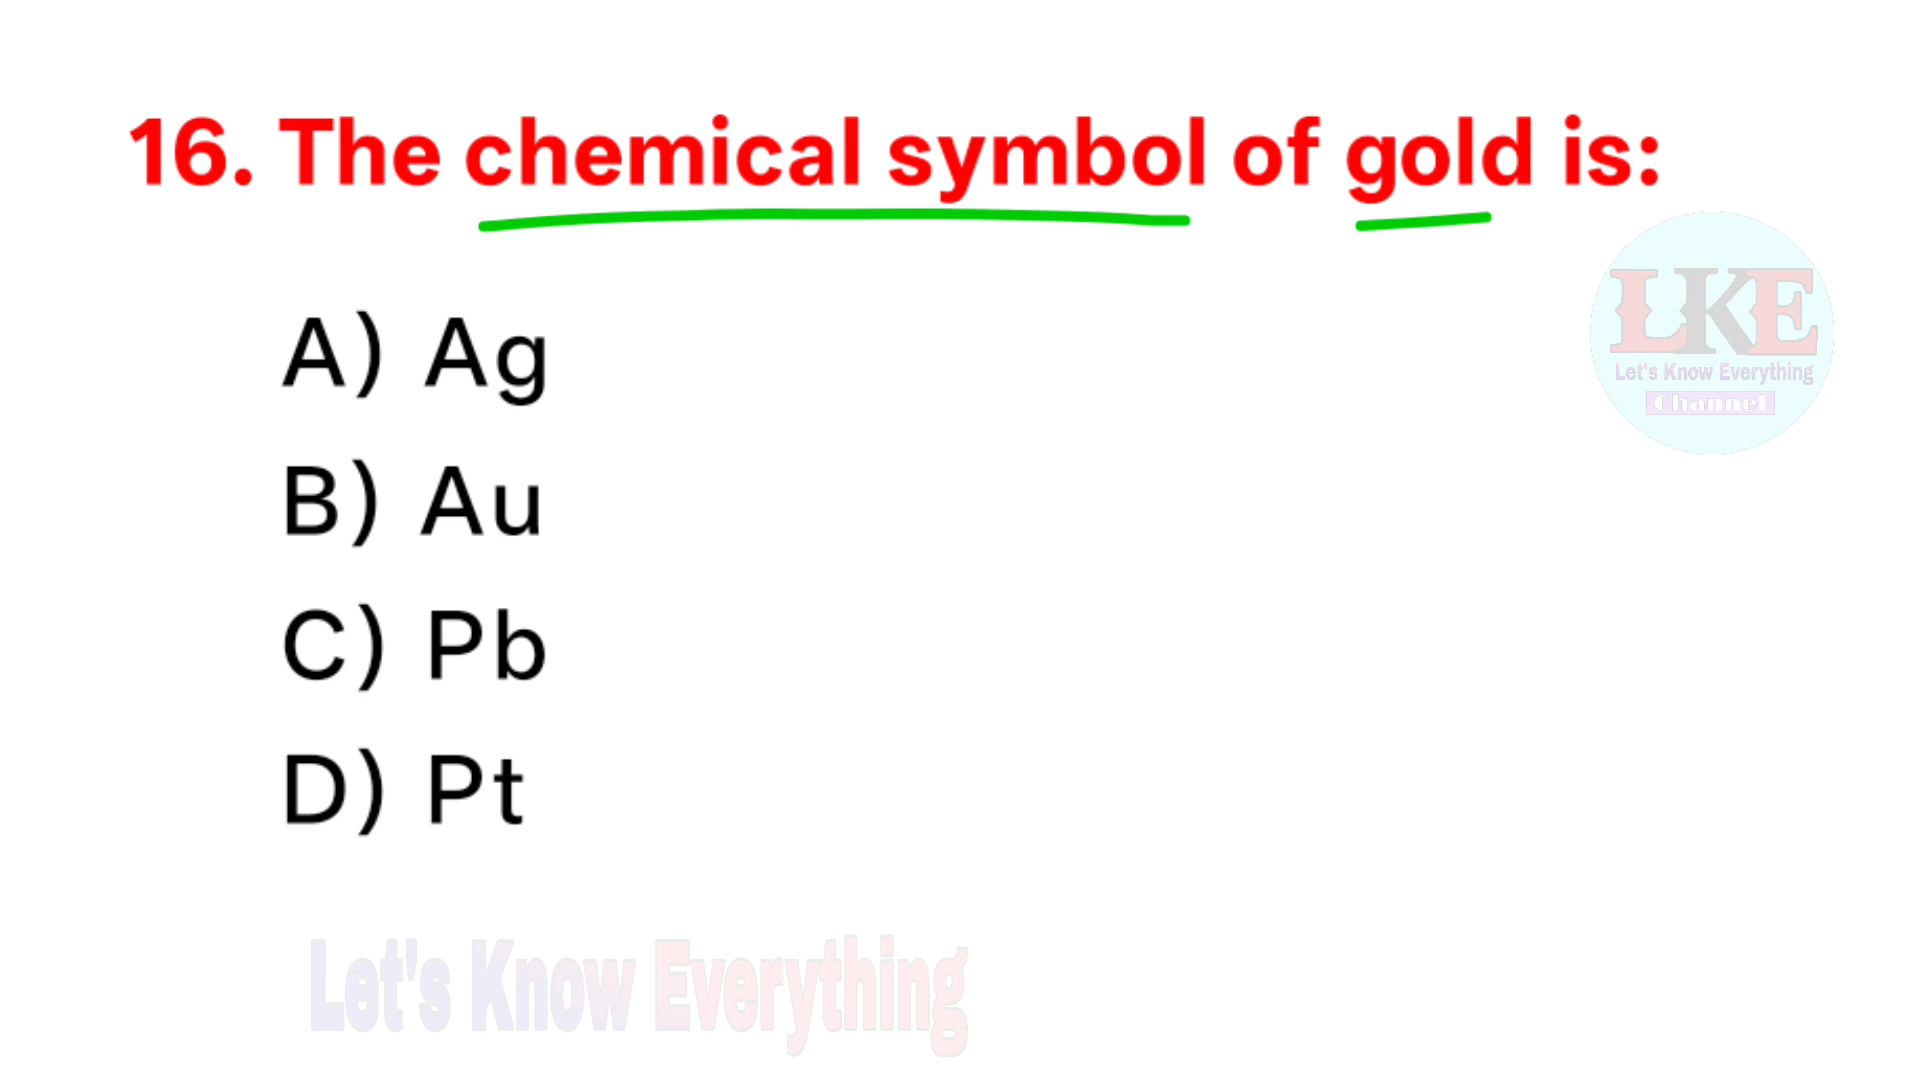 16. The chemical symbol of gold is:
A) Ag
B) Au
C) Pb
D) Pt
LKE
Let's Know Everything
Channel
Let's Know Everything